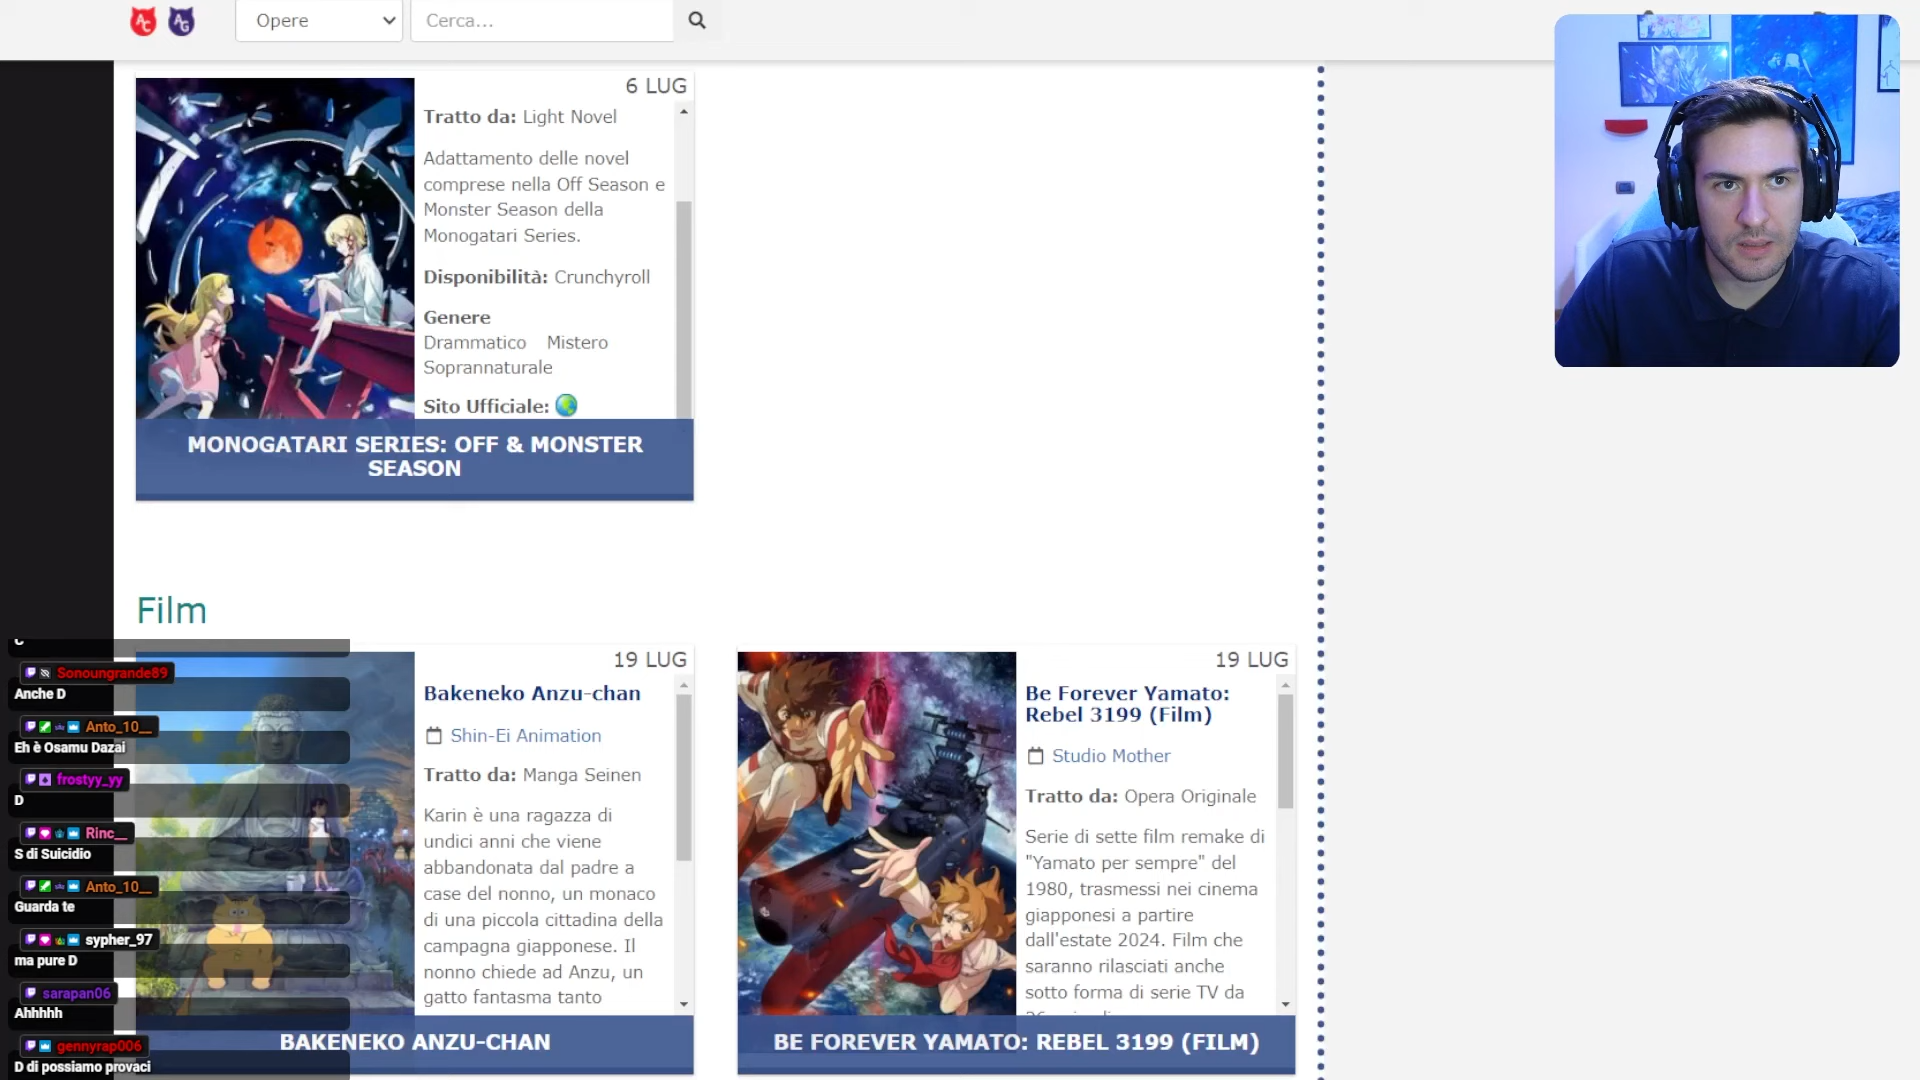 AC AG
Opere
Cerca...
6 LUG
Tratto da: Light Novel
Adattamento delle novel
comprese nella Off Season e
Monster Season della
Monogatari Series.
Disponibilità: Crunchyroll
Genere
Drammatico Mistero
Soprannaturale
Sito Ufficiale:
MONOGATARI SERIES: OFF & MONSTER
SEASON
Film
19 LUG
Bakeneko Anzu-chan
Shin-Ei Animation
Tratto da: Manga Seinen
Karin è una ragazza di
undici anni che viene
abbandonata dal padre a
case del nonno, un monaco
di una piccola cittadina della
campagna giapponese. Il
nonno chiede ad Anzu, un
gatto fantasma tanto
BAKENEKO ANZU-CHAN
19 LUG
Be Forever Yamato:
Rebel 3199 (Film)
Studio Mother
Tratto da: Opera Originale
Serie di sette film remake di
"Yamato per sempre" del
1980, trasmessi nei cinema
giapponesi a partire
dall'estate 2024. Film che
saranno rilasciati anche
sotto forma di serie TV da
BE FOREVER YAMATO: REBEL 3199 (FILM)
Sonoungrande89
Anche D
Anto_10__
Eh è Osamu Dazai
frostyy_yy
D
Rinc__
S di Suicidio
Anto_10__
Guarda te
sypher_97
ma pure D
sarapan06
Ahhhhh
gennyrap006
D di possiamo provaci